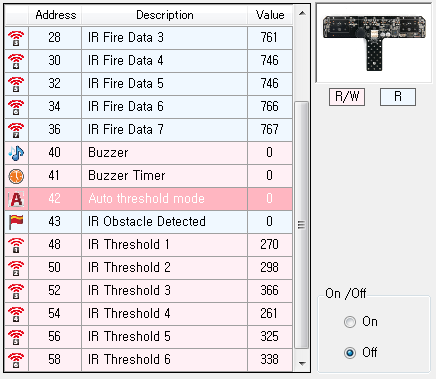 Address Description Value
28 IR Fire Data 3 761
30 IR Fire Data 4 746
32 IR Fire Data 5 746
34 IR Fire Data 6 766
36 IR Fire Data 7 767
40 Buzzer 0
41 Buzzer Timer 0
42 Auto threshold mode 0
43 IR Obstacle Detected 0
48 IR Threshold 1 270
50 IR Threshold 2 298
52 IR Threshold 3 366
54 IR Threshold 4 261
56 IR Threshold 5 325
58 IR Threshold 6 338
R/W R
On /Off
On
Off